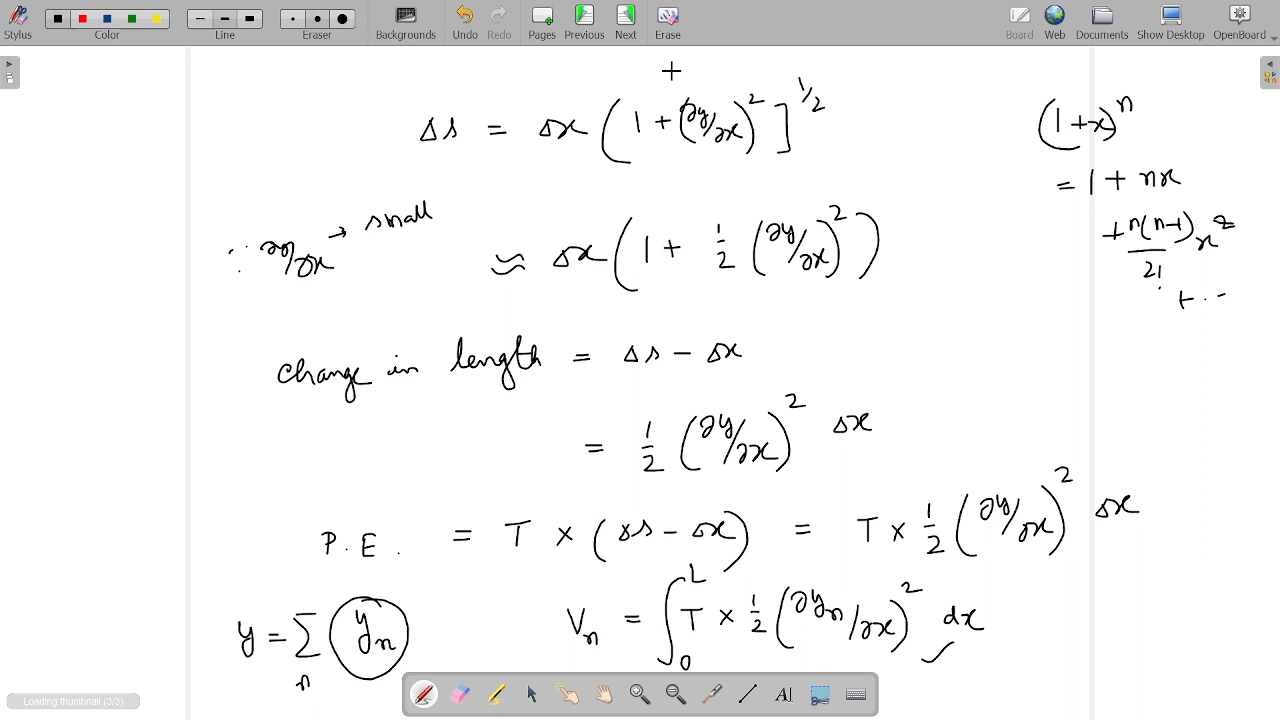 Stylus Color Line Eraser Backgrounds Undo Redo Pages Previous Next Erase Board Web Documents Show Desktop OpenBoard
+
Δs = Δx (1 + (∂y/∂x)²]^1/2
(1+x)^n
= 1 + nx
+ n(n-1)/2! x²
+ ..
∵ ∂y/∂x → small
≈ Δx (1 + 1/2 (∂y/∂x)²)
change in length = Δs − Δx
= 1/2 (∂y/∂x)² Δx
P.E. = T × (Δs − Δx) = T × 1/2 (∂y/∂x)² Δx
y = Σ_n y_n
V_n = ∫_0^L T × 1/2 (∂y_n/∂x)² dx
Loading thumbnail (3/3)
AI